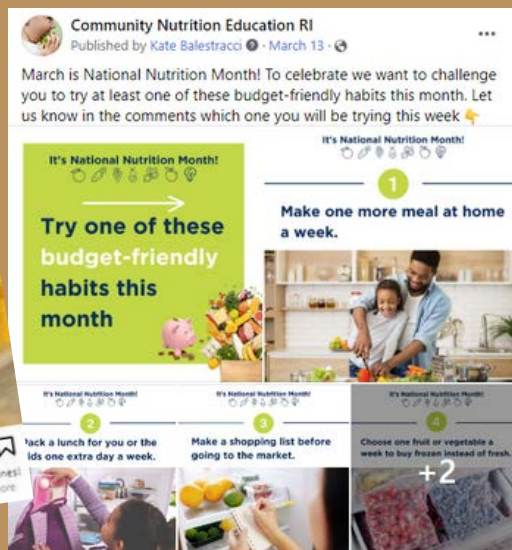 Community Nutrition Education RI
Published by Kate Balestracci · March 13 ·
March is National Nutrition Month! To celebrate we want to challenge
you to try at least one of these budget-friendly habits this month. Let
us know in the comments which one you will be trying this week
It's National Nutrition Month!
Try one of these
budget-friendly
habits this
month
It's National Nutrition Month!
1
Make one more meal at home
a week.
It's National Nutrition Month!
2
Pack a lunch for you or the
kids one extra day a week.
It's National Nutrition Month!
3
Make a shopping list before
going to the market.
It's National Nutrition Month!
4
Choose one fruit or vegetable a
week to buy frozen instead of fresh.
+2